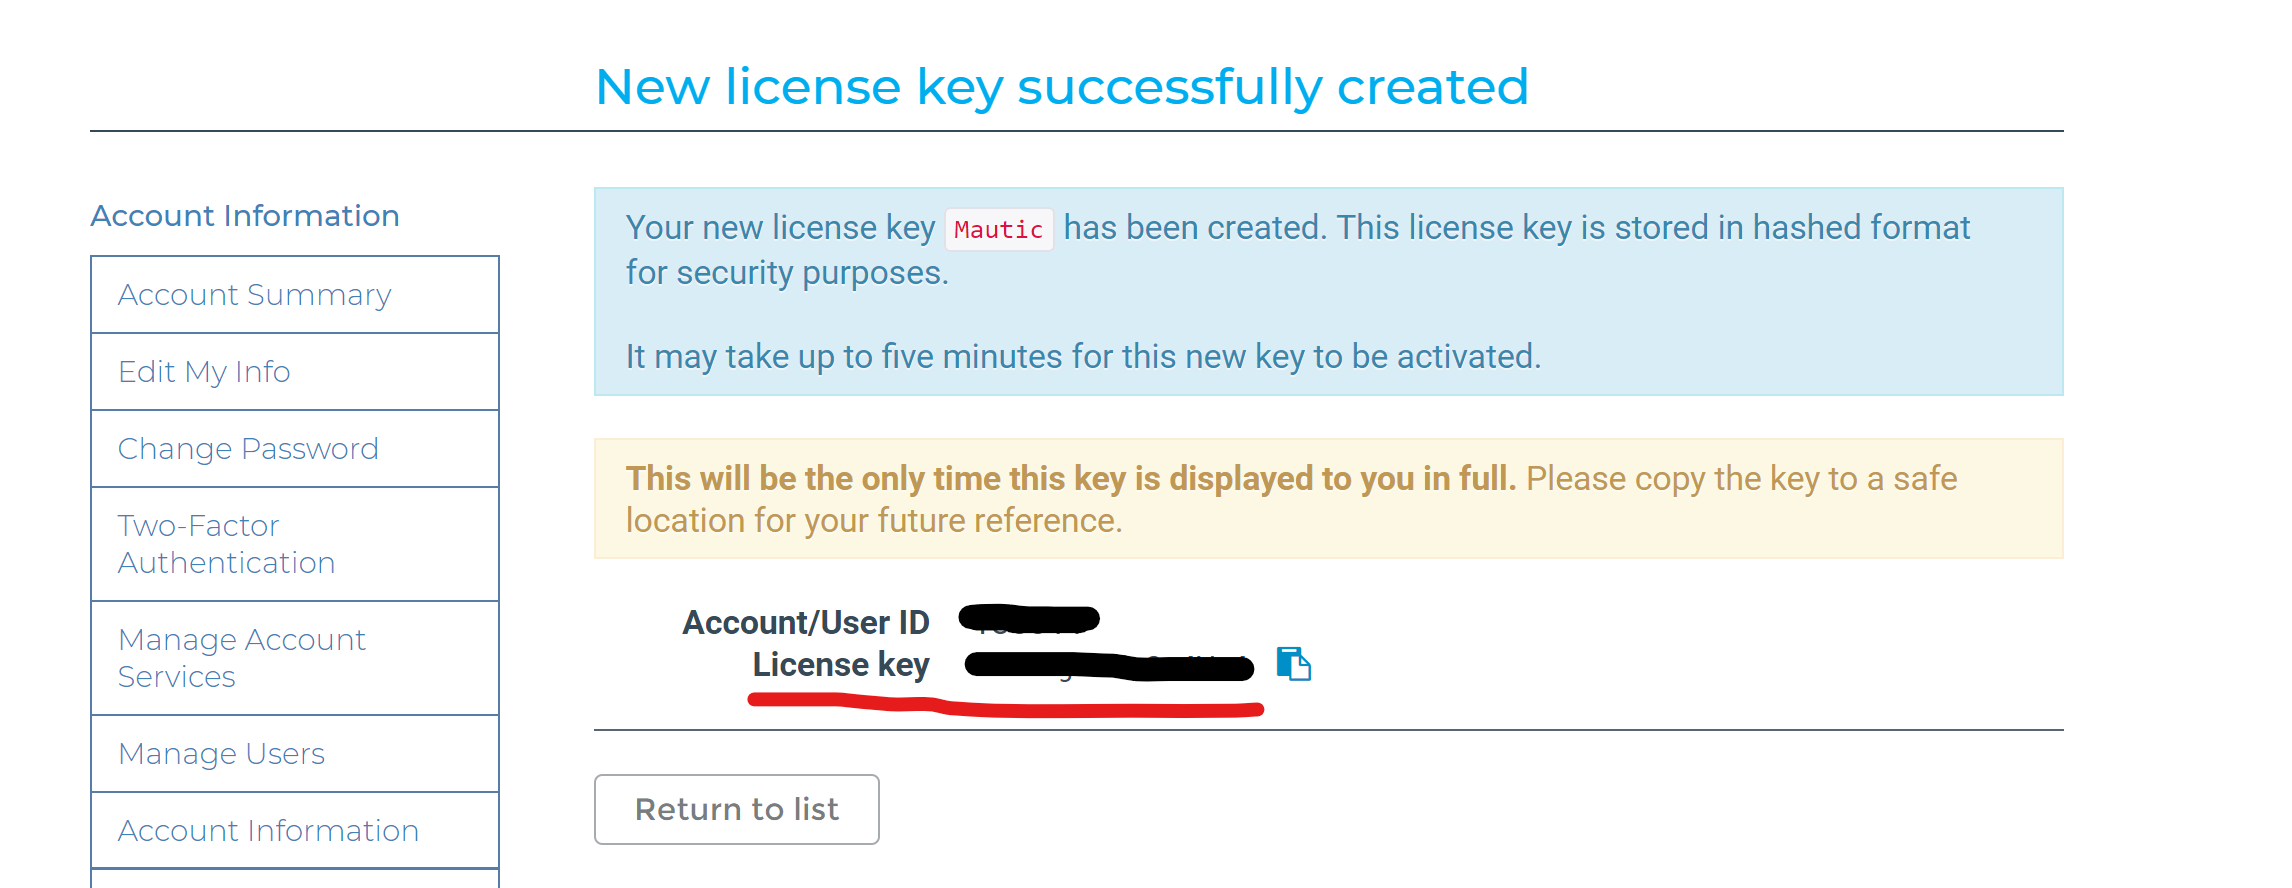 New license key successfully created
Account Information
Account Summary
Edit My Info
Change Password
Two-Factor
Authentication
Manage Account
Services
Manage Users
Account Information
Your new license key Mautic has been created. This license key is stored in hashed format
for security purposes.
It may take up to five minutes for this new key to be activated.
This will be the only time this key is displayed to you in full. Please copy the key to a safe
location for your future reference.
Account/User ID
License key
Return to list